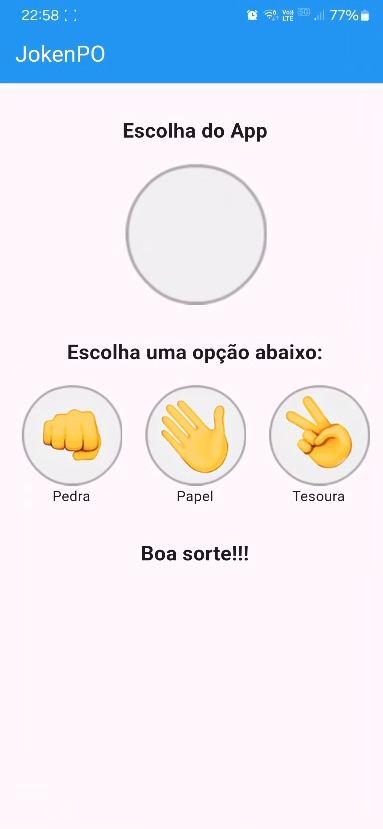 22:58 Vo)) LTE 5G 77%
JokenPO
Escolha do App
Escolha uma opção abaixo:
Pedra Papel Tesoura
Boa sorte!!!